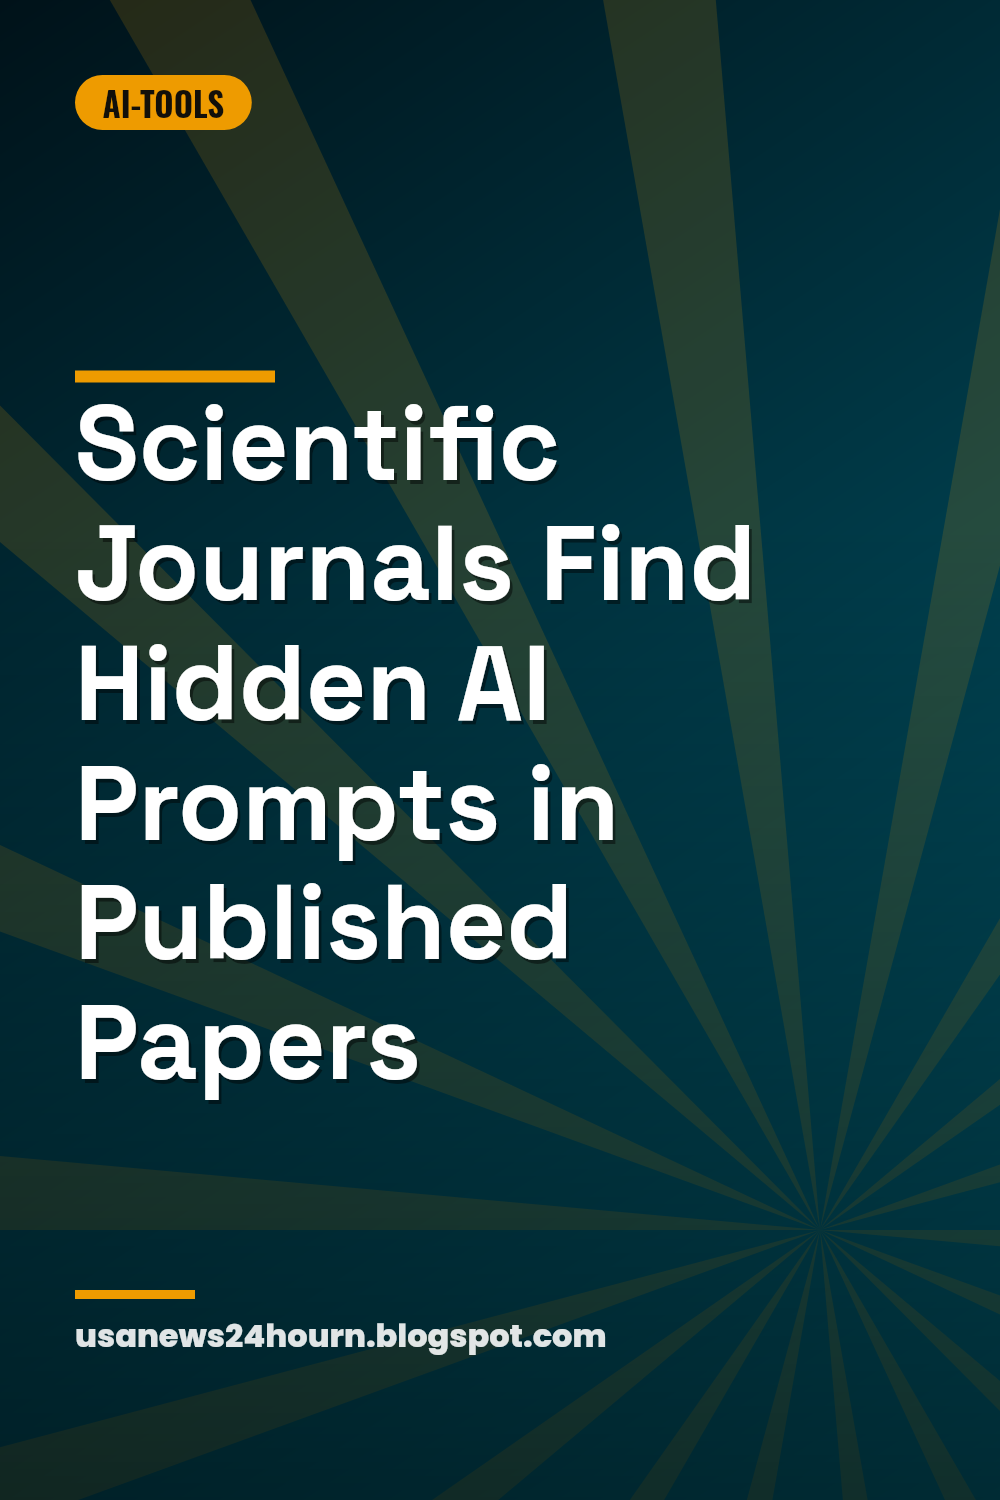 AI-TOOLS
Scientific
Journals Find
Hidden AI
Prompts in
Published
Papers
usanews24hourn.blogspot.com